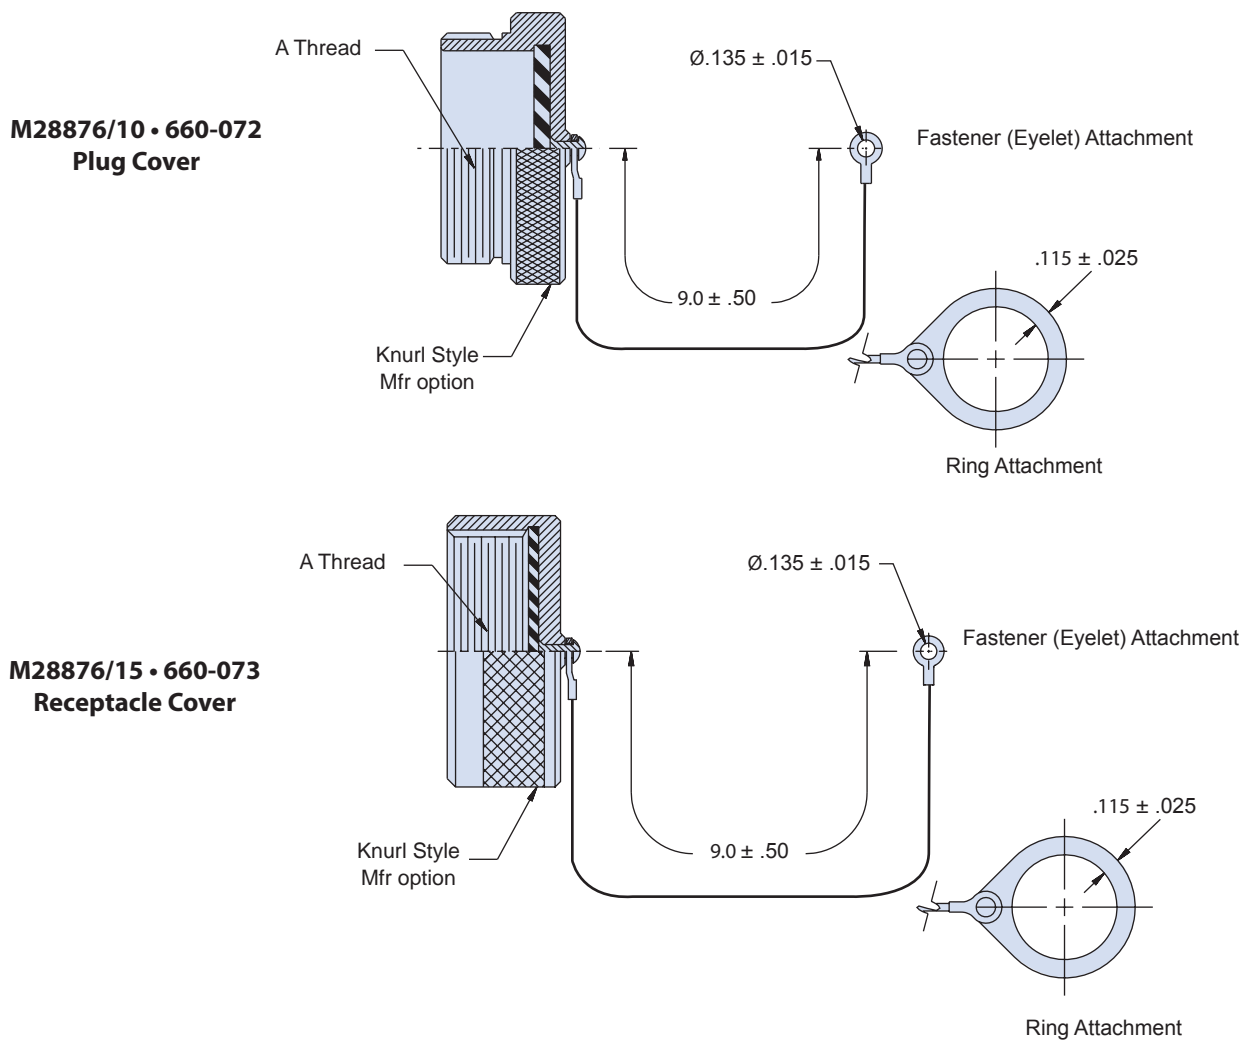 A Thread
Ø.135 ± .015
M28876/10 • 660-072
Plug Cover
Fastener (Eyelet) Attachment
.115 ± .025
9.0 ± .50
Knurl Style
Mfr option
Ring Attachment
A Thread
Ø.135 ± .015
M28876/15 • 660-073
Receptacle Cover
Fastener (Eyelet) Attachment
.115 ± .025
9.0 ± .50
Knurl Style
Mfr option
Ring Attachment